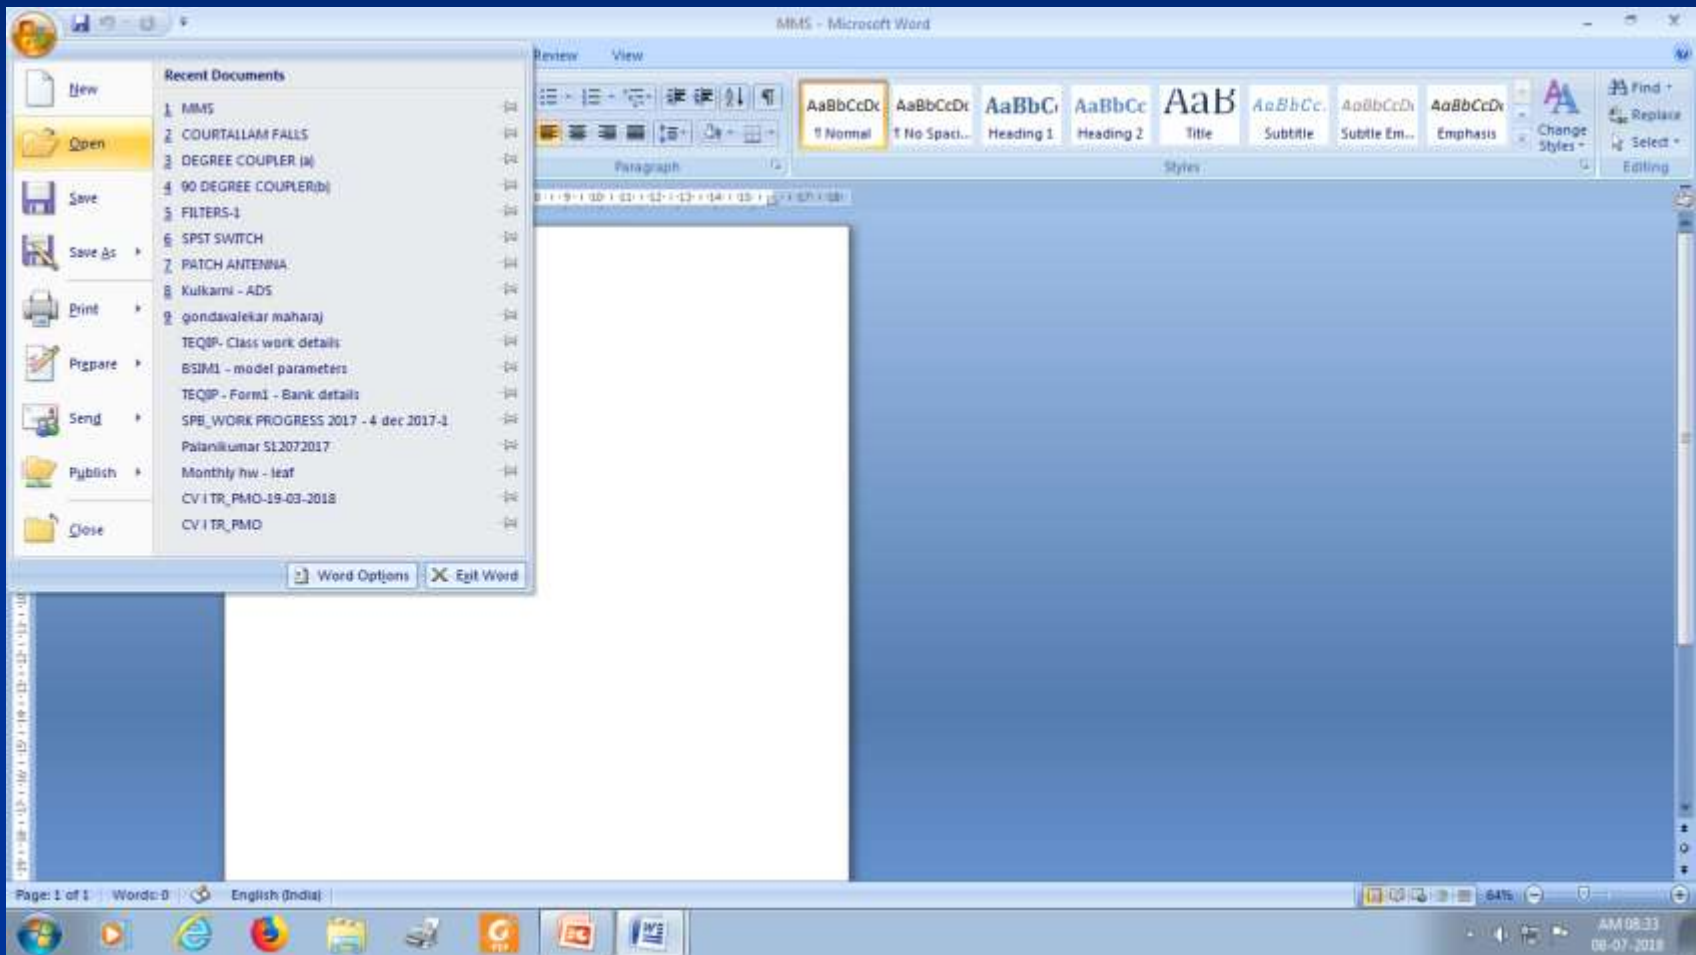 MMS - Microsoft Word
Review View
New
Open
Save
Save As
Print
Prepare
Send
Publish
Close
Recent Documents
1 MMS
2 COURTALLAM FALLS
3 DEGREE COUPLER (a)
4 90 DEGREE COUPLER(b)
5 FILTERS-1
6 SPST SWITCH
7 PATCH ANTENNA
8 Kulkarni - ADS
9 gondavalekar maharaj
TEQIP- Class work details
BSIM1 - model parameters
TEQIP - Form1 - Bank details
SPB_WORK PROGRESS 2017 - 4 dec 2017-1
Palanikumar S12072017
Monthly hw - leaf
CV I TR_PMO-19-03-2018
CV I TR_PMO
Word Options Exit Word
AaBbCcDc AaBbCcDc AaBbC AaBbCc AaB AaBbCc. AaBbCcDc AaBbCcDc
¶ Normal ¶ No Spaci... Heading 1 Heading 2 Title Subtitle Subtle Em... Emphasis
Change Styles
Find
Replace
Select
Paragraph Styles Editing
Page: 1 of 1 Words: 0 English (India) 64%
AM 08:33
08-07-2018